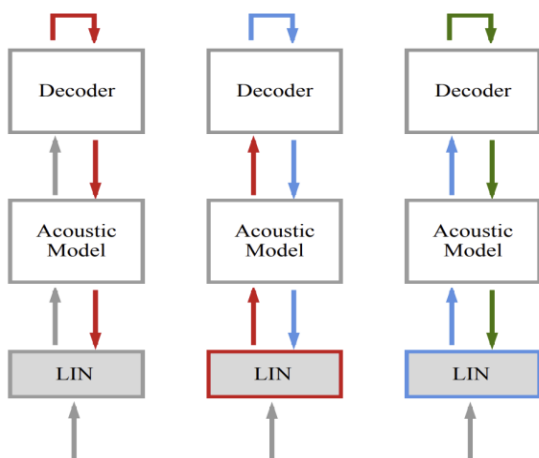 Decoder
Decoder
Decoder
Acoustic
Model
Acoustic
Model
Acoustic
Model
LIN
LIN
LIN